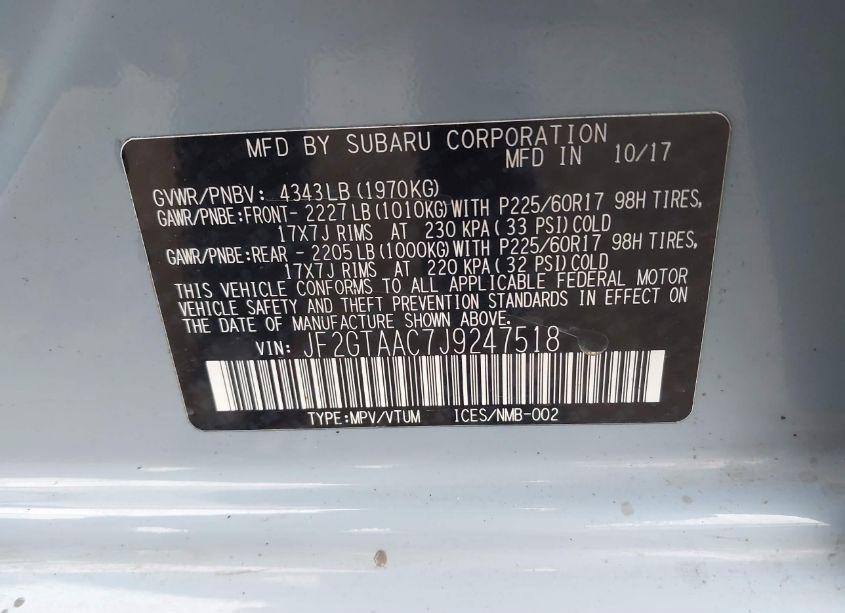 MFD BY SUBARU CORPORATION
MFD IN 10/17
GVWR/PNBV: 4343LB (1970KG)
GAWR/PNBE:FRONT- 2227LB (1010KG)WITH P225/60R17 98H TIRES,
17X7J RIMS AT 230 KPA (33 PSI)COLD
GAWR/PNBE:REAR - 2205LB (1000KG)WITH P225/60R17 98H TIRES,
17X7J RIMS AT 220 KPA (32 PSI)COLD
THIS VEHICLE CONFORMS TO ALL APPLICABLE FEDERAL MOTOR
VEHICLE SAFETY AND THEFT PREVENTION STANDARDS IN EFFECT ON
THE DATE OF MANUFACTURE SHOWN ABOVE.
VIN: JF2GTAAC7J9247518
TYPE:MPV/VTUM ICES/NMB-002